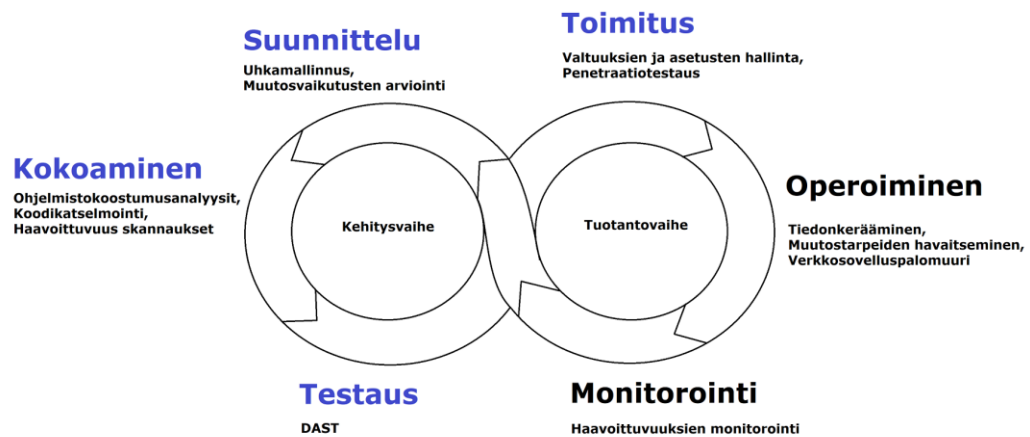 Suunnittelu
Uhkamallinnus,
Muutosvaikutusten arviointi
Toimitus
Valtuuksien ja asetusten hallinta,
Penetraatiotestaus
Kokoaminen
Ohjelmistokoostumusanalyysit,
Koodikatselmointi,
Haavoittuvuus skannaukset
Kehitysvaihe
Tuotantovaihe
Operoiminen
Tiedonkerääminen,
Muutostarpeiden havaitseminen,
Verkkosovelluspalomuuri
Testaus
DAST
Monitorointi
Haavoittuvuuksien monitorointi